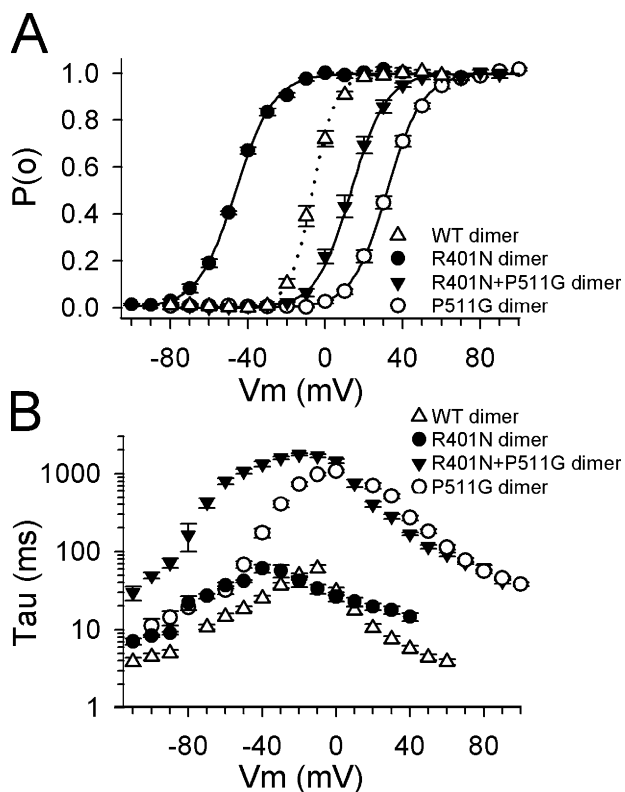 A
1.0
0.8
0.6
0.4
0.2
0.0
P(o)
WT dimer
R401N dimer
R401N+P511G dimer
P511G dimer
-80 -40 0 40 80
Vm (mV)
B
WT dimer
R401N dimer
R401N+P511G dimer
P511G dimer
1000
100
10
1
Tau (ms)
-80 -40 0 40 80
Vm (mV)